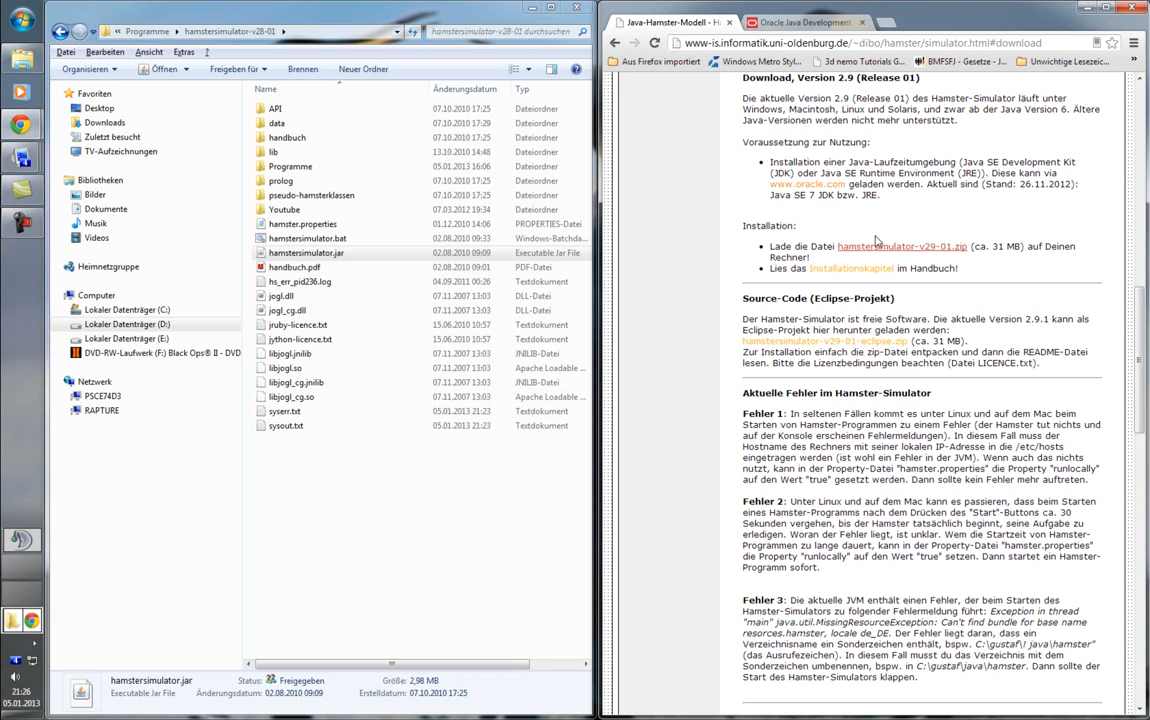 Programme
hamstersimulator-v28-01
hamstersimulator-v28-01 durchsuchen
Datei
Bearbeiten
Ansicht
Extras
?
Organisieren
Öffnen
Freigeben für
Brennen
Neuer Ordner
Favoriten
Desktop
Downloads
Zuletzt besucht
TV-Aufzeichnungen
Bibliotheken
Bilder
Dokumente
Musik
Videos
Heimnetzgruppe
Computer
Lokaler Datenträger (C:)
Lokaler Datenträger (D:)
Lokaler Datenträger (E:)
DVD-RW-Laufwerk (F:) Black Ops® II - DVD
Netzwerk
PSCE74D3
RAPTURE
Name Änderungsdatum Typ
API 07.10.2010 17:25 Dateiordner
data 07.10.2010 17:29 Dateiordner
handbuch 07.10.2010 17:25 Dateiordner
lib 13.10.2010 14:48 Dateiordner
Programme 05.01.2013 16:06 Dateiordner
prolog 07.10.2010 17:25 Dateiordner
pseudo-hamsterklassen 07.10.2010 17:25 Dateiordner
Youtube 07.03.2012 19:34 Dateiordner
hamster.properties 01.12.2010 14:06 PROPERTIES-Datei
hamstersimulator.bat 02.08.2010 09:33 Windows-Batchda...
hamstersimulator.jar 02.08.2010 09:09 Executable Jar File
handbuch.pdf 02.08.2010 09:01 PDF-Datei
hs_err_pid236.log 04.09.2011 00:26 Textdokument
jogl.dll 07.11.2007 13:03 DLL-Datei
jogl_cg.dll 07.11.2007 13:03 DLL-Datei
jruby-licence.txt 15.06.2010 10:57 Textdokument
jython-licence.txt 15.06.2010 10:57 Textdokument
libjogl.jnilib 07.11.2007 13:03 JNILIB-Datei
libjogl.so 07.11.2007 13:03 Apache Loadable ...
libjogl_cg.jnilib 07.11.2007 13:03 JNILIB-Datei
libjogl_cg.so 07.11.2007 13:03 Apache Loadable ...
syserr.txt 05.01.2013 21:23 Textdokument
sysout.txt 05.01.2013 21:23 Textdokument
hamstersimulator.jar Status: Freigegeben Größe: 2,98 MB
Executable Jar File Änderungsdatum: 02.08.2010 09:09 Erstelldatum: 07.10.2010 17:25
21:26
05.01.2013
Java-Hamster-Modell - H
Oracle Java Development
www-is.informatik.uni-oldenburg.de/~dibo/hamster/simulator.html#download
Aus Firefox importiert
Windows Metro Styl...
3d nemo Tutorials G...
BMFSFJ - Gesetze - J...
Unwichtige Lesezeic...
Download, Version 2.9 (Release 01)
Die aktuelle Version 2.9 (Release 01) des Hamster-Simulator läuft unter
Windows, Macintosh, Linux und Solaris, und zwar ab der Java Version 6. Ältere
Java-Versionen werden nicht mehr unterstützt.
Voraussetzung zur Nutzung:
Installation einer Java-Laufzeitumgebung (Java SE Development Kit
(JDK) oder Java SE Runtime Environment (JRE)). Diese kann via
www.oracle.com geladen werden. Aktuell sind (Stand: 26.11.2012):
Java SE 7 JDK bzw. JRE.
Installation:
Lade die Datei hamstersimulator-v29-01.zip (ca. 31 MB) auf Deinen
Rechner!
Lies das Installationskapitel im Handbuch!
Source-Code (Eclipse-Projekt)
Der Hamster-Simulator ist freie Software. Die aktuelle Version 2.9.1 kann als
Eclipse-Projekt hier herunter geladen werden:
hamstersimulator-v29-01-eclipse.zip (ca. 31 MB).
Zur Installation einfach die zip-Datei entpacken und dann die README-Datei
lesen. Bitte die Lizenzbedingungen beachten (Datei LICENCE.txt).
Aktuelle Fehler im Hamster-Simulator
Fehler 1: In seltenen Fällen kommt es unter Linux und auf dem Mac beim
Starten von Hamster-Programmen zu einem Fehler (der Hamster tut nichts und
auf der Konsole erscheinen Fehlermeldungen). In diesem Fall muss der
Hostname des Rechners mit seiner lokalen IP-Adresse in die /etc/hosts
eingetragen werden (ist wohl ein Fehler in der JVM). Wenn auch das nichts
nutzt, kann in der Property-Datei "hamster.properties" die Property "runlocally"
auf den Wert "true" gesetzt werden. Dann sollte kein Fehler mehr auftreten.
Fehler 2: Unter Linux und auf dem Mac kann es passieren, dass beim Starten
eines Hamster-Programms nach dem Drücken des "Start"-Buttons ca. 30
Sekunden vergehen, bis der Hamster tatsächlich beginnt, seine Aufgabe zu
erledigen. Woran der Fehler liegt, ist unklar. Wem die Startzeit von Hamster-
Programmen zu lange dauert, kann in der Property-Datei "hamster.properties"
die Property "runlocally" auf den Wert "true" setzen. Dann startet ein Hamster-
Programm sofort.
Fehler 3: Die aktuelle JVM enthält einen Fehler, der beim Starten des
Hamster-Simulators zu folgender Fehlermeldung führt: Exception in thread
"main" java.util.MissingResourceException: Can't find bundle for base name
resorces.hamster, locale de_DE. Der Fehler liegt daran, dass ein
Verzeichnisname ein Sonderzeichen enthält, bspw. C:\gustaf\! java\hamster"
(das Ausrufezeichen). In diesem Fall musst du das Verzeichnis mit dem
Sonderzeichen umbenennen, bspw. in C:\gustaf\java\hamster. Dann sollte der
Start des Hamster-Simulators klappen.